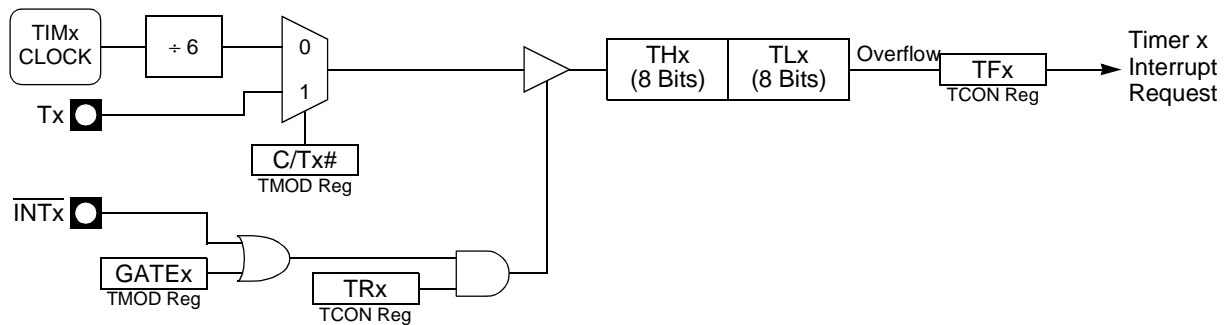 TIMx
CLOCK
÷ 6
0
1
Tx
C/Tx#
TMOD Reg
THx
(8 Bits)
TLx
(8 Bits)
Overflow
TFx
TCON Reg
Timer x
Interrupt
Request
INTx
GATEx
TMOD Reg
TRx
TCON Reg